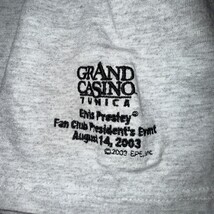 GRAND
CASINO
TUNICA
Elvis Presley®
Fan Club President's Event
August 14, 2003
©2003 EPE, Inc